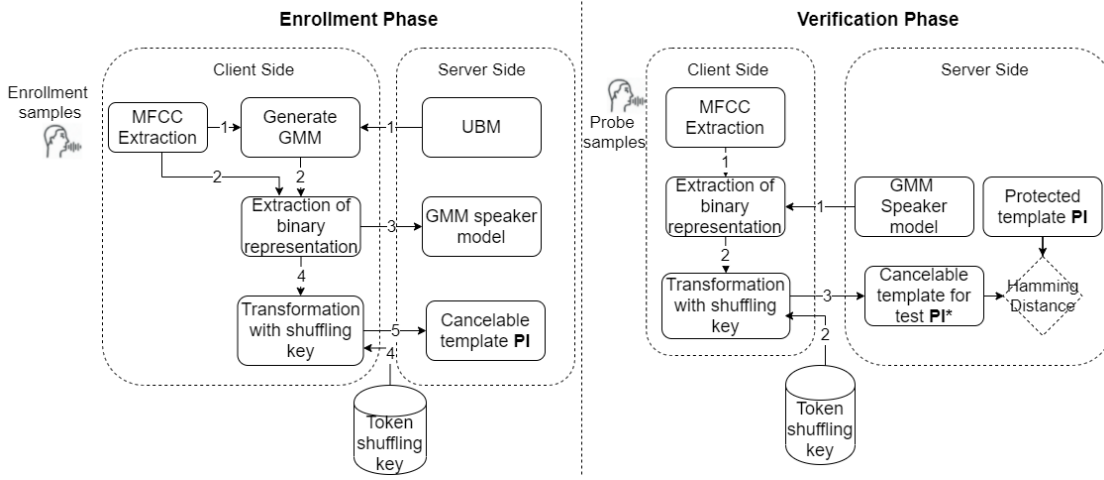 Enrollment Phase
Client Side
Server Side
Enrollment
samples
MFCC
Extraction
1
Generate
GMM
1
UBM
2
2
Extraction of
binary
representation
3
GMM speaker
model
4
Transformation
with shuffling
key
5
Cancelable
template PI
4
Token
shuffling
key
Verification Phase
Client Side
Server Side
Probe
samples
MFCC
Extraction
1
Extraction of
binary
representation
1
GMM
Speaker
model
Protected
template PI
2
Transformation
with shuffling
key
3
Cancelable
template for
test PI*
Hamming
Distance
2
Token
shuffling
key